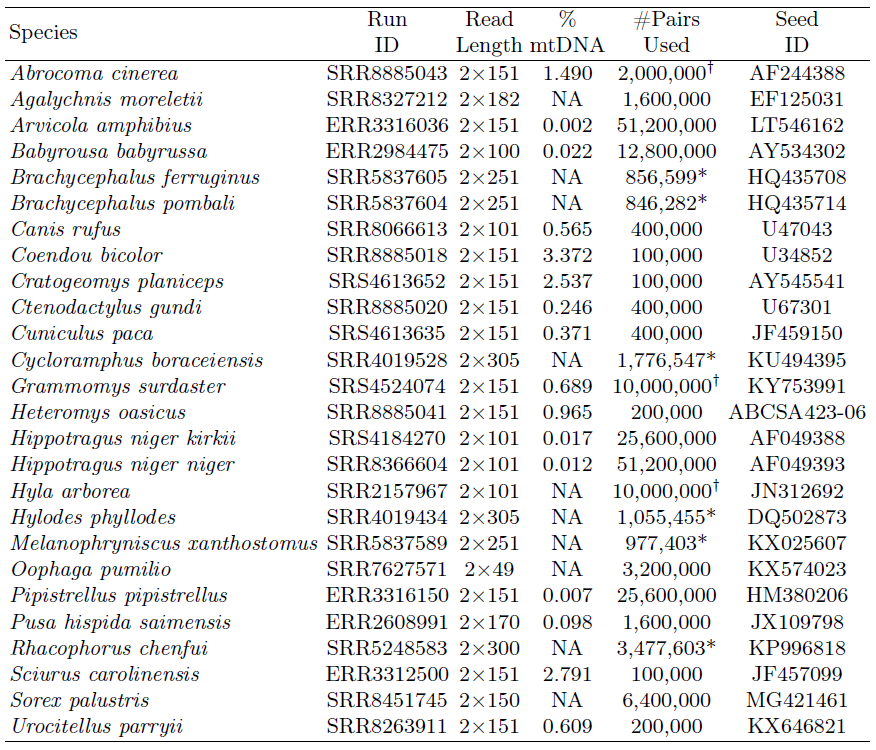 Species Run ID Read Length % mtDNA #Pairs Used Seed ID
Abrocoma cinerea SRR8885043 2×151 1.490 2,000,000† AF244388
Agalychnis moreletii SRR8327212 2×182 NA 1,600,000 EF125031
Arvicola amphibius ERR3316036 2×151 0.002 51,200,000 LT546162
Babyrousa babyrussa ERR2984475 2×100 0.022 12,800,000 AY534302
Brachycephalus ferruginus SRR5837605 2×251 NA 856,599* HQ435708
Brachycephalus pombali SRR5837604 2×251 NA 846,282* HQ435714
Canis rufus SRR8066613 2×101 0.565 400,000 U47043
Coendou bicolor SRR8885018 2×151 3.372 100,000 U34852
Cratogeomys planiceps SRS4613652 2×151 2.537 100,000 AY545541
Ctenodactylus gundi SRR8885020 2×151 0.246 400,000 U67301
Cuniculus paca SRS4613635 2×151 0.371 400,000 JF459150
Cycloramphus boraceiensis SRR4019528 2×305 NA 1,776,547* KU494395
Grammomys surdaster SRS4524074 2×151 0.689 10,000,000† KY753991
Heteromys oasicus SRR8885041 2×151 0.965 200,000 ABCSA423-06
Hippotragus niger kirkii SRS4184270 2×101 0.017 25,600,000 AF049388
Hippotragus niger niger SRR8366604 2×101 0.012 51,200,000 AF049393
Hyla arborea SRR2157967 2×101 NA 10,000,000† JN312692
Hylodes phyllodes SRR4019434 2×305 NA 1,055,455* DQ502873
Melanophryniscus xanthostomus SRR5837589 2×251 NA 977,403* KX025607
Oophaga pumilio SRR7627571 2×49 NA 3,200,000 KX574023
Pipistrellus pipistrellus ERR3316150 2×151 0.007 25,600,000 HM380206
Pusa hispida saimensis ERR2608991 2×170 0.098 1,600,000 JX109798
Rhacophorus chenfui SRR5248583 2×300 NA 3,477,603* KP996818
Sciurus carolinensis ERR3312500 2×151 2.791 100,000 JF457099
Sorex palustris SRR8451745 2×150 NA 6,400,000 MG421461
Urocitellus parryii SRR8263911 2×151 0.609 200,000 KX646821